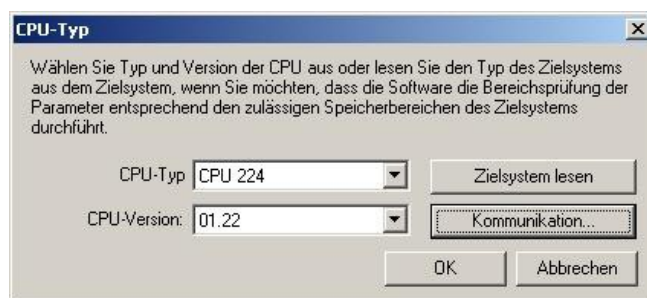 CPU-Typ
Wählen Sie Typ und Version der CPU aus oder lesen Sie den Typ des Zielsystems
aus dem Zielsystem, wenn Sie möchten, dass die Software die Bereichsprüfung der
Parameter entsprechend den zulässigen Speicherbereichen des Zielsystems
durchführt.
CPU-Typ CPU 224 Zielsystem lesen
CPU-Version: 01.22 Kommunikation...
OK Abbrechen